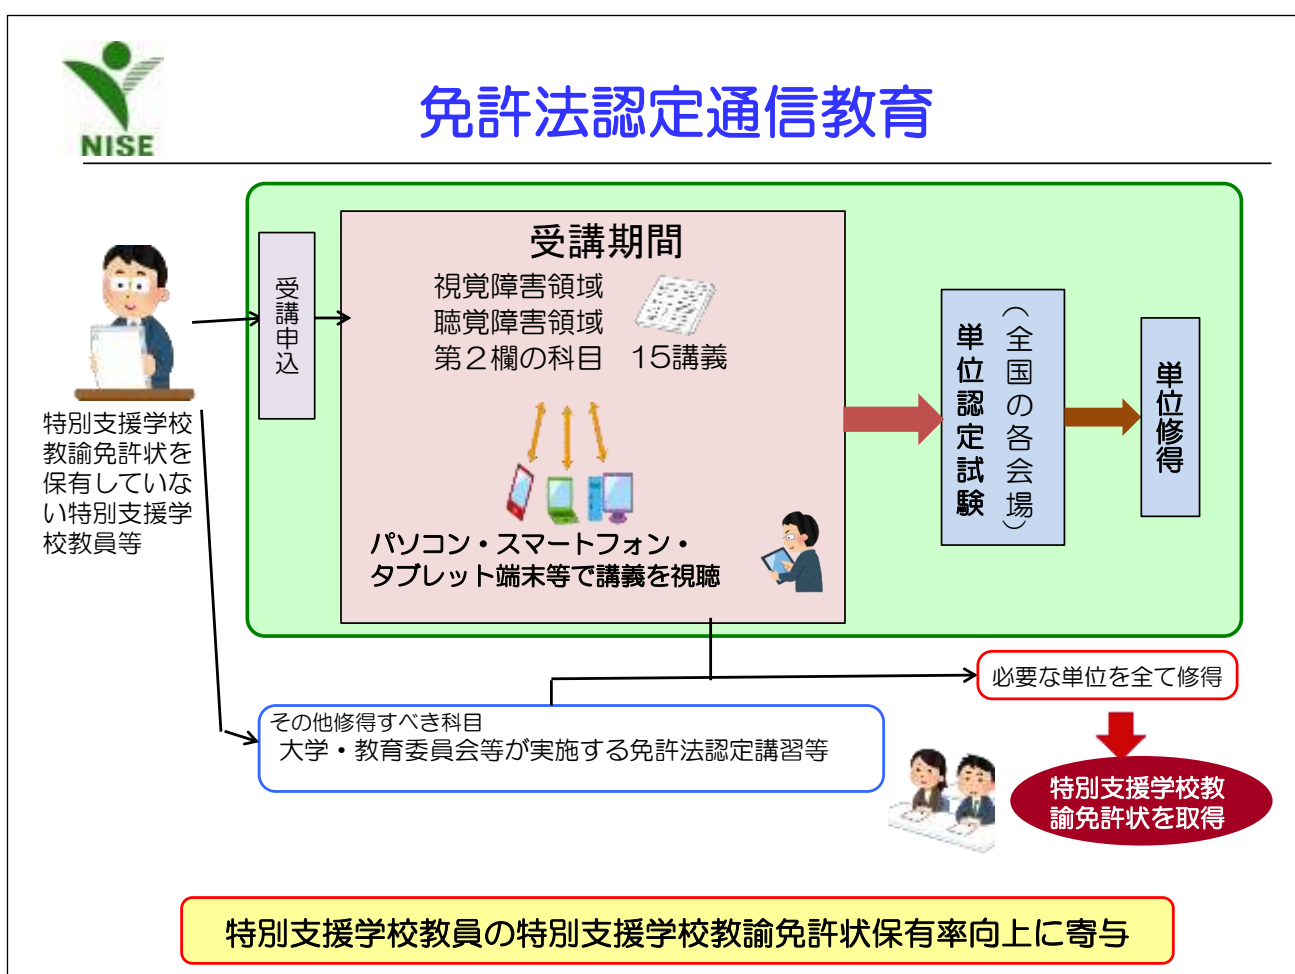 NISE
免許法認定通信教育
受講申込
受講期間
視覚障害領域
聴覚障害領域
第２欄の科目　15講義
パソコン・スマートフォン・
タブレット端末等で講義を視聴
単位認定試験
（全国の各会場）
単位修得
特別支援学校
教諭免許状を
保有していな
い特別支援学
校教員等
必要な単位を全て修得
その他修得すべき科目
大学・教育委員会等が実施する免許法認定講習等
特別支援学校教
諭免許状を取得
特別支援学校教員の特別支援学校教諭免許状保有率向上に寄与